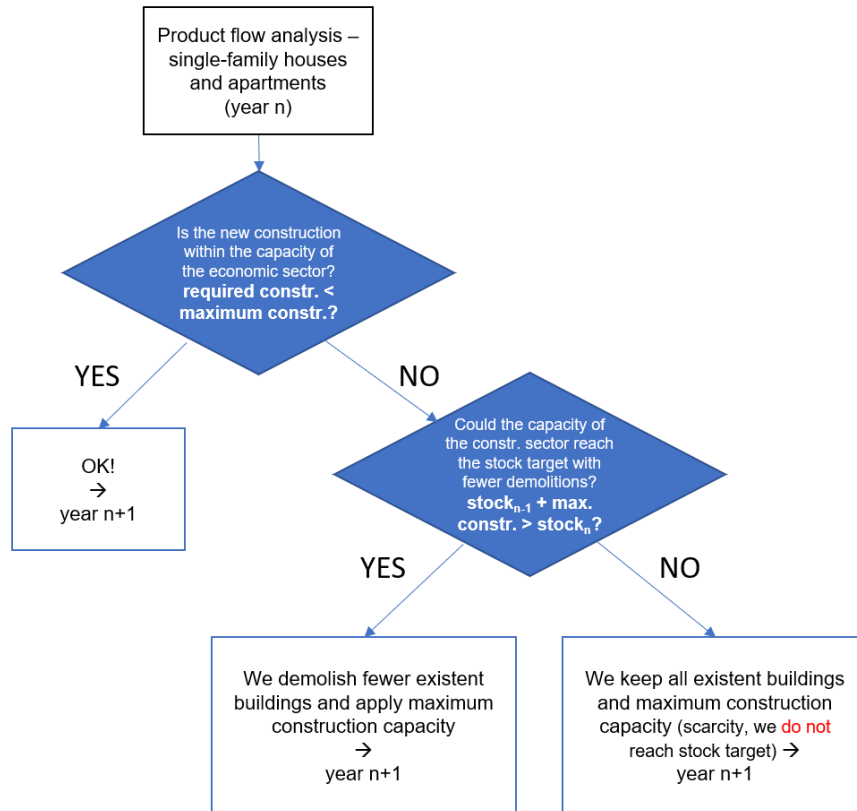 Product flow analysis –
single-family houses
and apartments
(year n)
Is the new construction
within the capacity of
the economic sector?
required constr. <
maximum constr.?
YES
NO
OK!
→
year n+1
Could the capacity of
the constr. sector reach
the stock target with
fewer demolitions?
stockₙ₋₁ + max.
constr. > stockₙ?
YES
NO
We demolish fewer existent
buildings and apply maximum
construction capacity
→
year n+1
We keep all existent buildings
and maximum construction
capacity (scarcity, we do not
reach stock target) →
year n+1